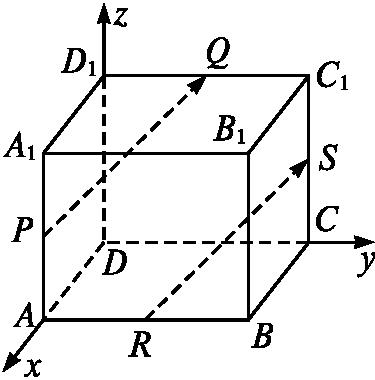 z
D₁ Q C₁
A₁ B₁ S
P D C y
A R B
x